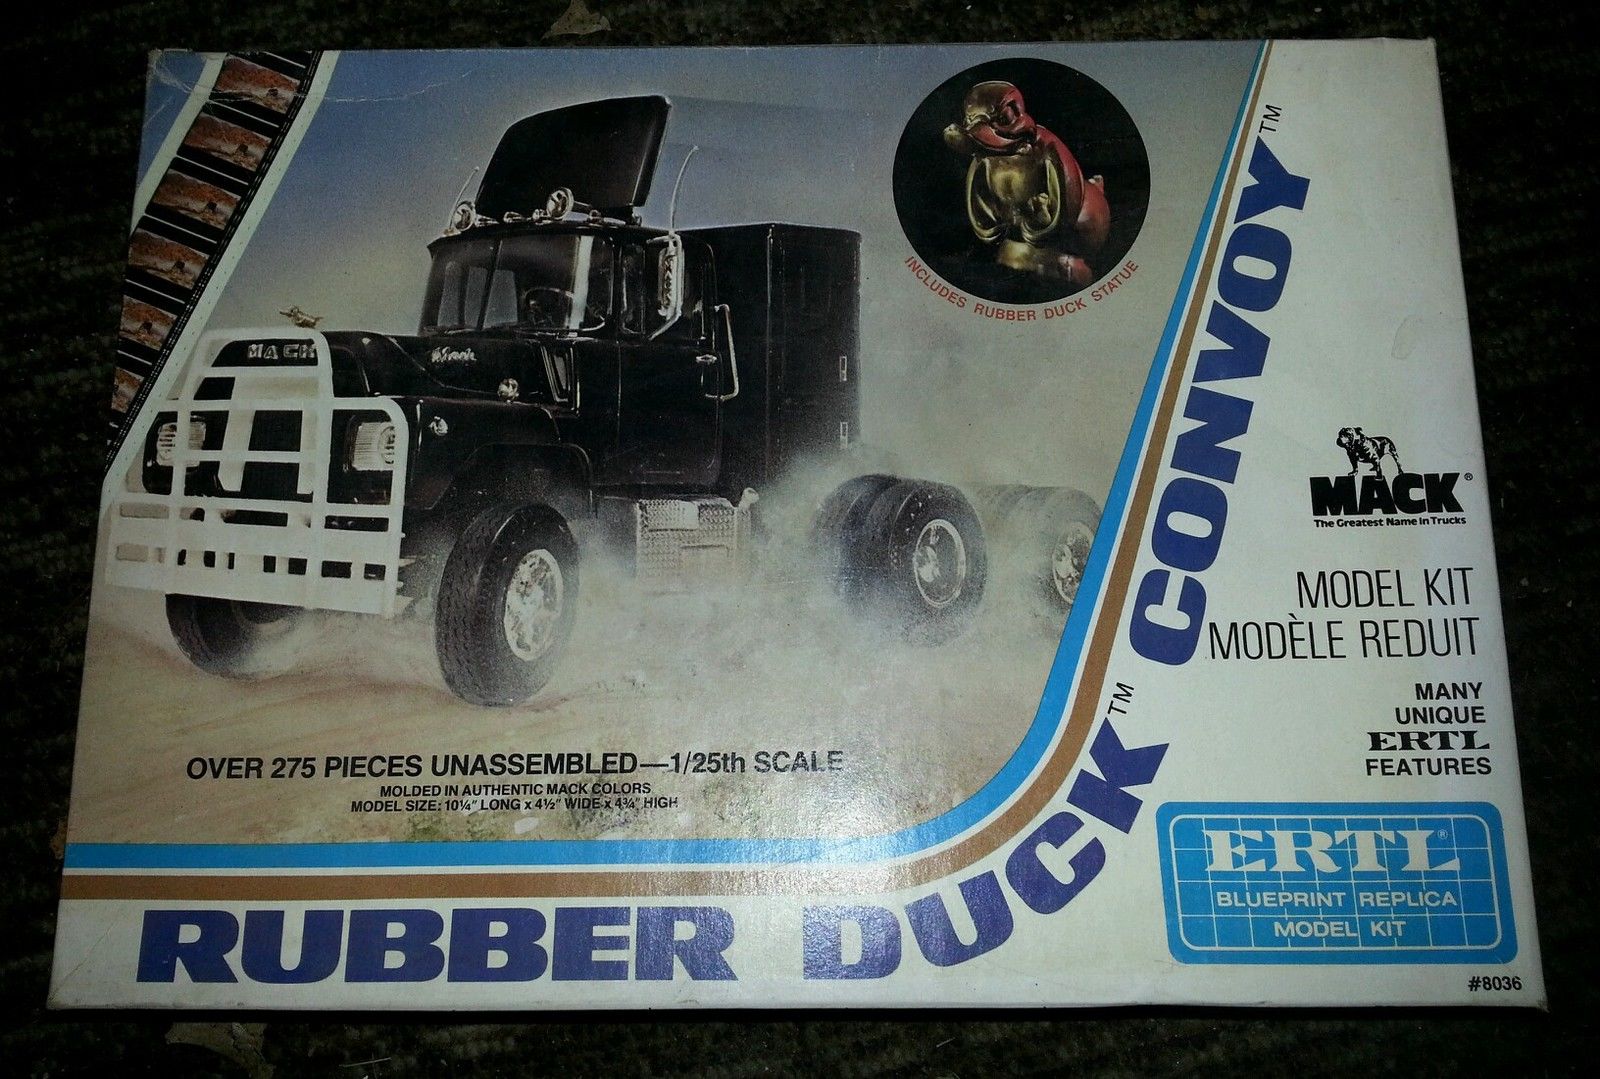 INCLUDES RUBBER DUCK STATUE
MACK
Mack
OVER 275 PIECES UNASSEMBLED—1/25th SCALE
MOLDED IN AUTHENTIC MACK COLORS
MODEL SIZE: 10¼" LONG x 4½" WIDE x 4¾" HIGH
RUBBER DUCK™ CONVOY™
MACK®
The Greatest Name in Trucks
MODEL KIT
MODÈLE REDUIT
MANY
UNIQUE
ERTL
FEATURES
ERTL®
BLUEPRINT REPLICA
MODEL KIT
#8036